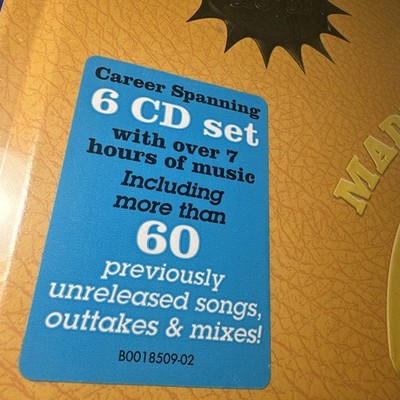 Career Spanning
6 CD set
with over 7
hours of music
Including
more than
60
previously
unreleased songs,
outtakes & mixes!
B0018509-02
MAD